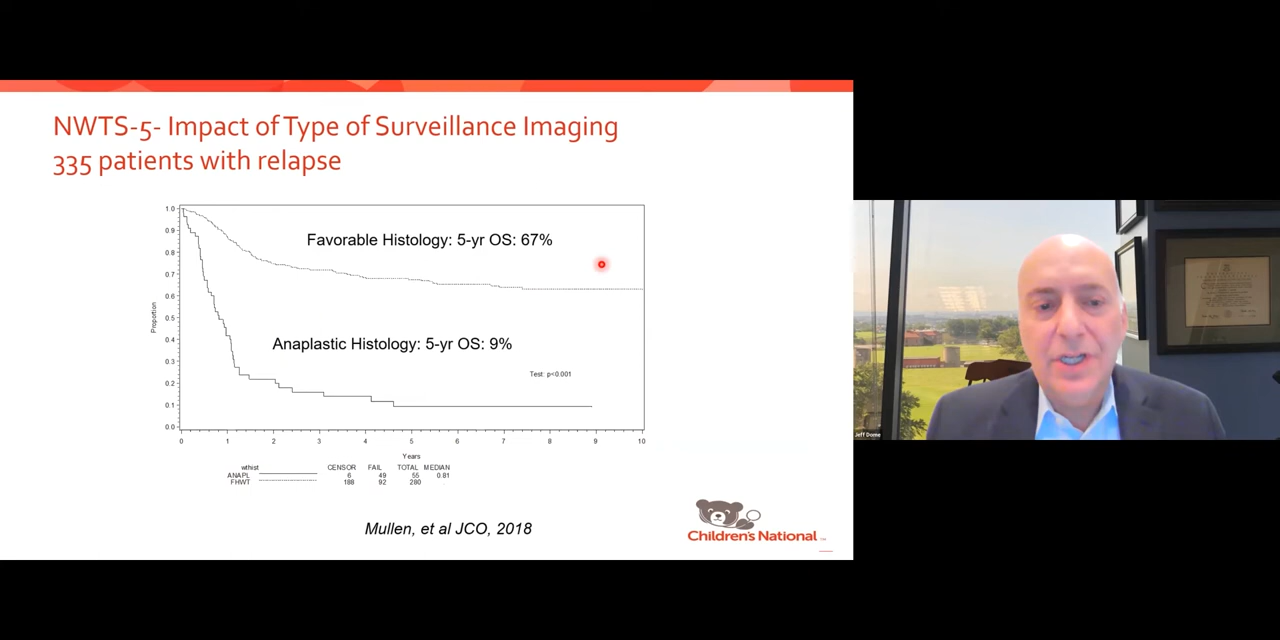 NWTS-5- Impact of Type of Surveillance Imaging
335 patients with relapse
1.0
0.9
0.8
0.7
0.6
0.5
0.4
0.3
0.2
0.1
0.0
Proportion
Favorable Histology: 5-yr OS: 67%
Anaplastic Histology: 5-yr OS: 9%
Test: p<0.001
0 1 2 3 4 5 6 7 8 9 10
Years
wthist CENSOR FAIL TOTAL MEDIAN
ANAPL 6 49 55 0.81
FHWT 188 92 280
Mullen, et al JCO, 2018
Children's National
Jeff Dome